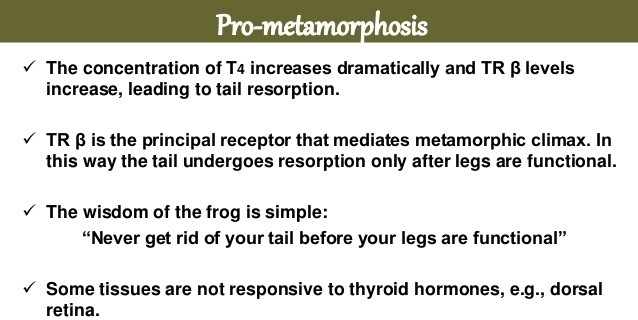 Pro-metamorphosis
✓ The concentration of T4 increases dramatically and TR β levels
increase, leading to tail resorption.
✓ TR β is the principal receptor that mediates metamorphic climax. In
this way the tail undergoes resorption only after legs are functional.
✓ The wisdom of the frog is simple:
“Never get rid of your tail before your legs are functional”
✓ Some tissues are not responsive to thyroid hormones, e.g., dorsal
retina.